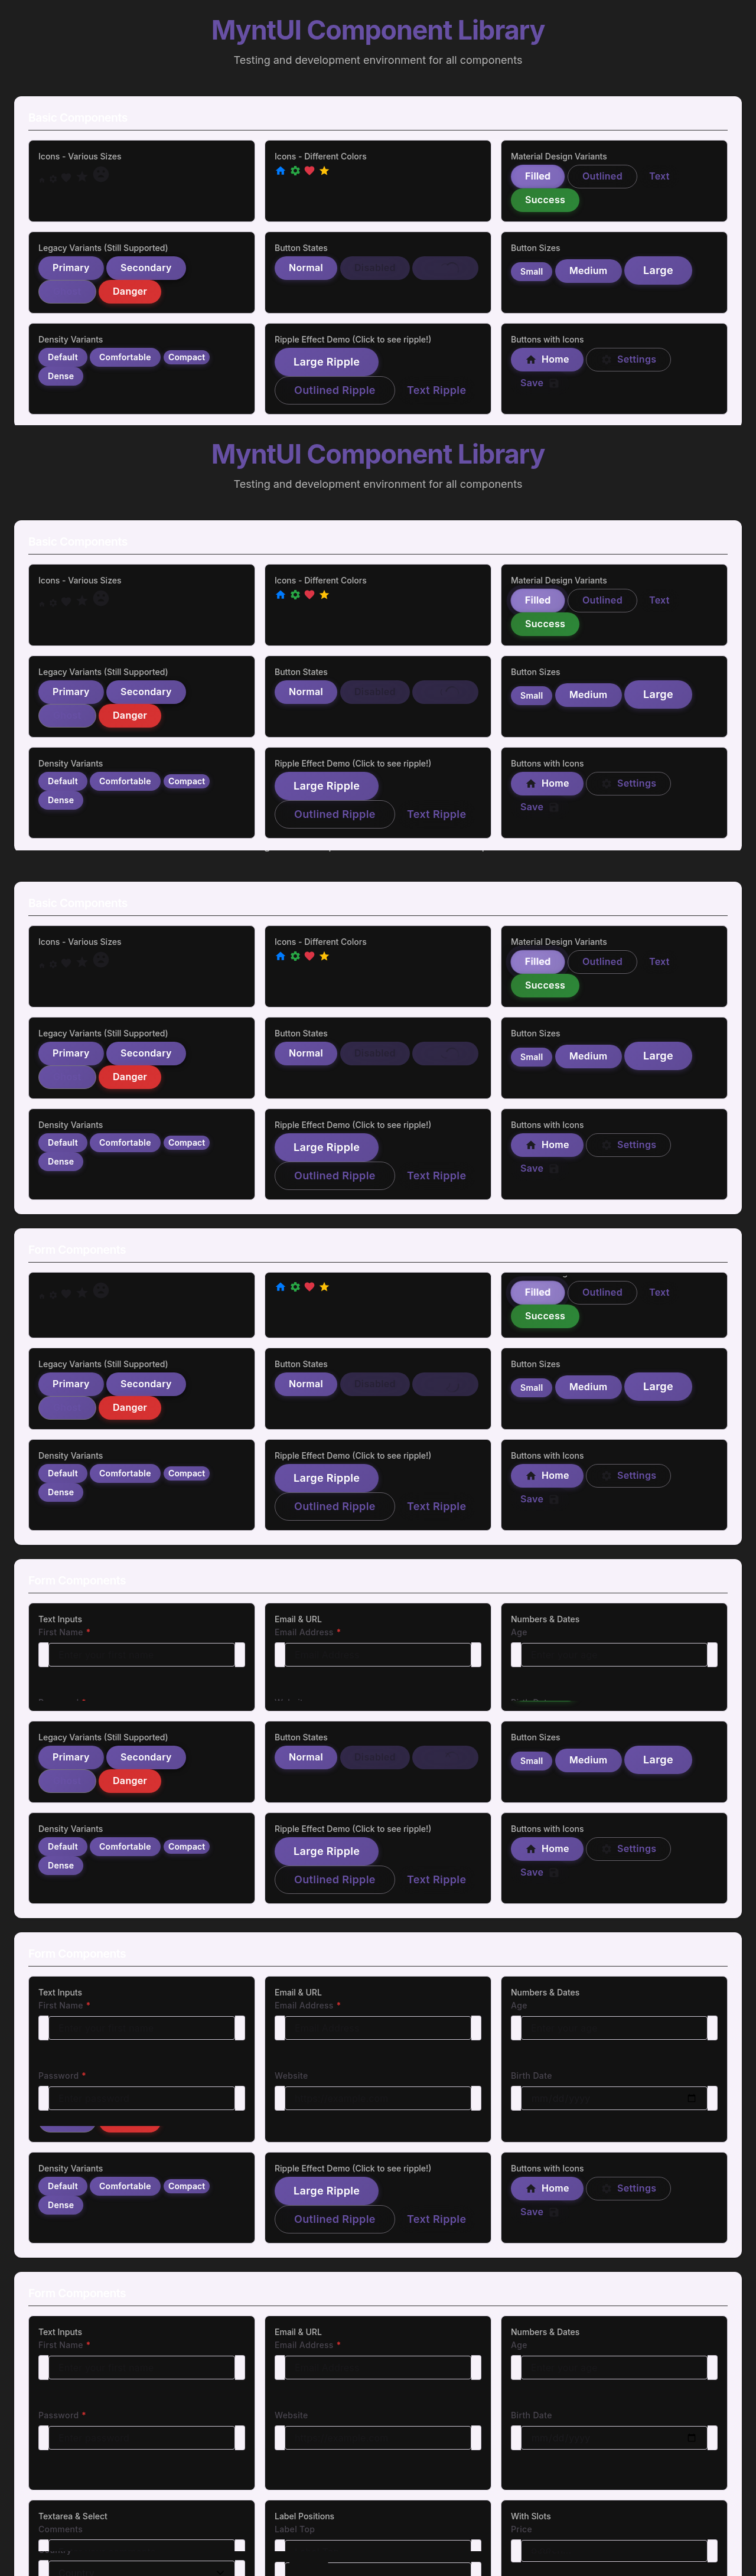 MyntUI Component Library
Testing and development environment for all components
Basic Components
Icons - Various Sizes
Icons - Different Colors
Material Design Variants
Filled Outlined Text
Success
Legacy Variants (Still Supported)
Button States
Button Sizes
Primary Secondary
Normal Disabled
Small Medium Large
Danger
Density Variants
Ripple Effect Demo (Click to see ripple!)
Buttons with Icons
Default Comfortable Compact
Large Ripple
Home Settings
Dense
Outlined Ripple Text Ripple
Save
MyntUI Component Library
Testing and development environment for all components
Basic Components
Icons - Various Sizes
Icons - Different Colors
Material Design Variants
Filled Outlined Text
Success
Legacy Variants (Still Supported)
Button States
Button Sizes
Primary Secondary
Normal Disabled
Small Medium Large
Danger
Density Variants
Ripple Effect Demo (Click to see ripple!)
Buttons with Icons
Default Comfortable Compact
Large Ripple
Home Settings
Dense
Outlined Ripple Text Ripple
Save
Basic Components
Icons - Various Sizes
Icons - Different Colors
Material Design Variants
Filled Outlined Text
Success
Legacy Variants (Still Supported)
Button States
Button Sizes
Primary Secondary
Normal Disabled
Small Medium Large
Danger
Density Variants
Ripple Effect Demo (Click to see ripple!)
Buttons with Icons
Default Comfortable Compact
Large Ripple
Home Settings
Dense
Outlined Ripple Text Ripple
Save
Form Components
Filled Outlined Text
Success
Legacy Variants (Still Supported)
Button States
Button Sizes
Primary Secondary
Normal Disabled
Small Medium Large
Danger
Density Variants
Ripple Effect Demo (Click to see ripple!)
Buttons with Icons
Default Comfortable Compact
Large Ripple
Home Settings
Dense
Outlined Ripple Text Ripple
Save
Form Components
Text Inputs
Email & URL
Numbers & Dates
First Name *
Email Address *
Age
Legacy Variants (Still Supported)
Button States
Button Sizes
Primary Secondary
Normal Disabled
Small Medium Large
Danger
Density Variants
Ripple Effect Demo (Click to see ripple!)
Buttons with Icons
Default Comfortable Compact
Large Ripple
Home Settings
Dense
Outlined Ripple Text Ripple
Save
Form Components
Text Inputs
Email & URL
Numbers & Dates
First Name *
Email Address *
Age
Password *
Website
Birth Date
Density Variants
Ripple Effect Demo (Click to see ripple!)
Buttons with Icons
Default Comfortable Compact
Large Ripple
Home Settings
Dense
Outlined Ripple Text Ripple
Save
Form Components
Text Inputs
Email & URL
Numbers & Dates
First Name *
Email Address *
Age
Password *
Website
Birth Date
Textarea & Select
Label Positions
With Slots
Comments
Label Top
Price